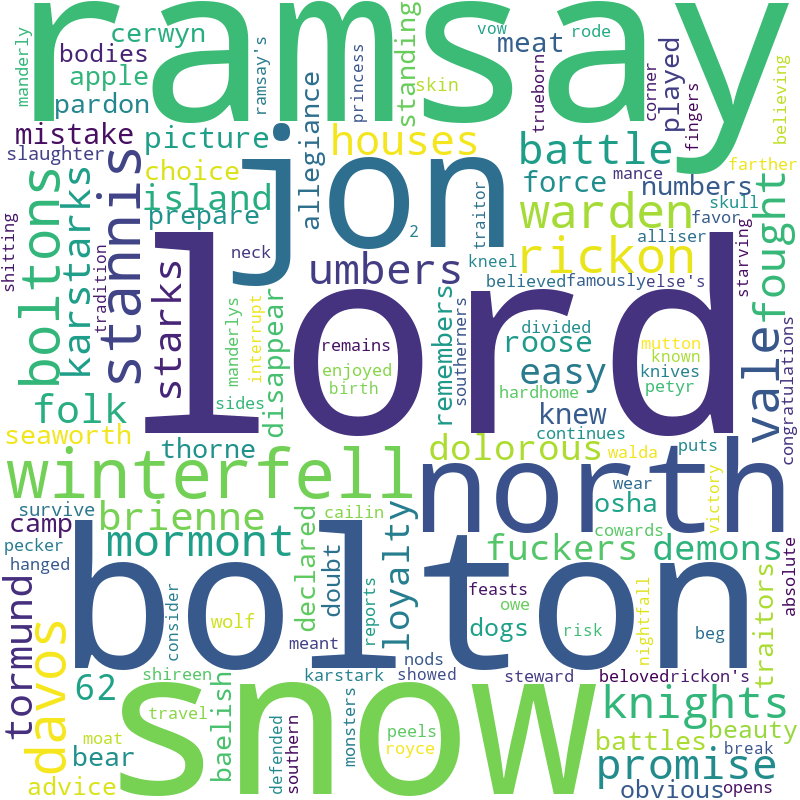 ramsay
lord
bolton
snow
jon
north
winterfell
stannis
boltons
davos
vale
rickon
warden
umbers
battle
houses
fought
mormont
brienne
knights
promise
karstarks
starks
folk
island
picture
mistake
cerwyn
bodies
apple
pardon
meat
standing
played
skin
vow
rode
princess
ramsay's
manderly
trueborn
corner
fingers
believing
slaughter
choice
prepare
allegiance
force
numbers
mance
farther
skull
favor
alliser
traitor
kneel
2
neck
tradition
shitting
believed
famously
else's
starving
disappear
interrupt
manderlys
sides
remains
enjoyed
birth
remembers
southerners
divided
roose
easy
hardhome
knew
continues
mutton
known
knives
petyr
congratulations
seaworth
thorne
dolorous
walda
puts
wear
osha
cowards
victory
survive
camp
pecker
hanged
tormund
declared
cailin
doubt
loyalty
reports
fuckers
demons
feasts
owe
dogs
risk
beg
nightfall
traitors
absolute
consider
wolf
meant
nods
showed
karstark
steward
beloved
rickon's
62
shireen
travel
moat
bear
advice
baelish
defended
southern
monsters
peels
royce
battles
beauty
break
obvious
opens